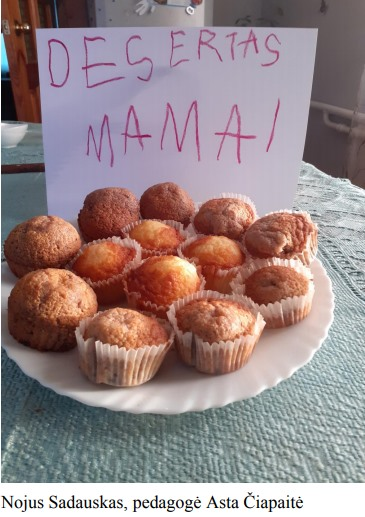 DESERTAS
MAMAI
Nojus Sadauskas, pedagogė Asta Čiapaitė